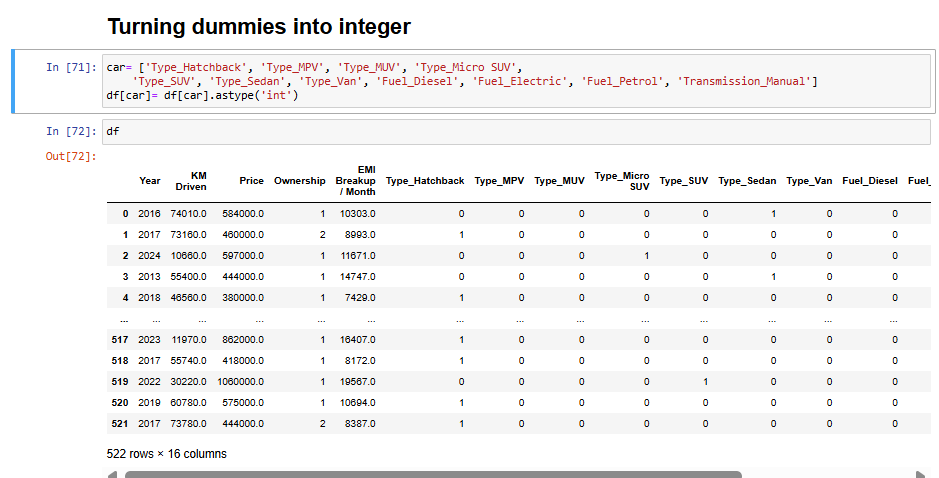 Turning dummies into integer
In [71]: car= ['Type_Hatchback', 'Type_MPV', 'Type_MUV', 'Type_Micro SUV',
'Type_SUV', 'Type_Sedan', 'Type_Van', 'Fuel_Diesel', 'Fuel_Electric', 'Fuel_Petrol', 'Transmission_Manual']
df[car]= df[car].astype('int')
In [72]: df
Out[72]:
Year KM Driven Price Ownership EMI Breakup / Month Type_Hatchback Type_MPV Type_MUV Type_Micro SUV Type_SUV Type_Sedan Type_Van Fuel_Diesel Fuel_
0 2016 74010.0 584000.0 1 10303.0 0 0 0 0 0 1 0 0
1 2017 73160.0 460000.0 2 8993.0 1 0 0 0 0 0 0 0
2 2024 10660.0 597000.0 1 11671.0 0 0 0 1 0 0 0 0
3 2013 55400.0 444000.0 1 14747.0 0 0 0 0 0 1 0 0
4 2018 46560.0 380000.0 1 7429.0 1 0 0 0 0 0 0 0
... ... ... ... ... ... ... ... ... ... ... ... ... ...
517 2023 11970.0 862000.0 1 16407.0 1 0 0 0 0 0 0 0
518 2017 55740.0 418000.0 1 8172.0 1 0 0 0 0 0 0 0
519 2022 30220.0 1060000.0 1 19567.0 0 0 0 0 1 0 0 0
520 2019 60780.0 575000.0 1 10694.0 1 0 0 0 0 0 0 0
521 2017 73780.0 444000.0 2 8387.0 1 0 0 0 0 0 0 0
522 rows × 16 columns